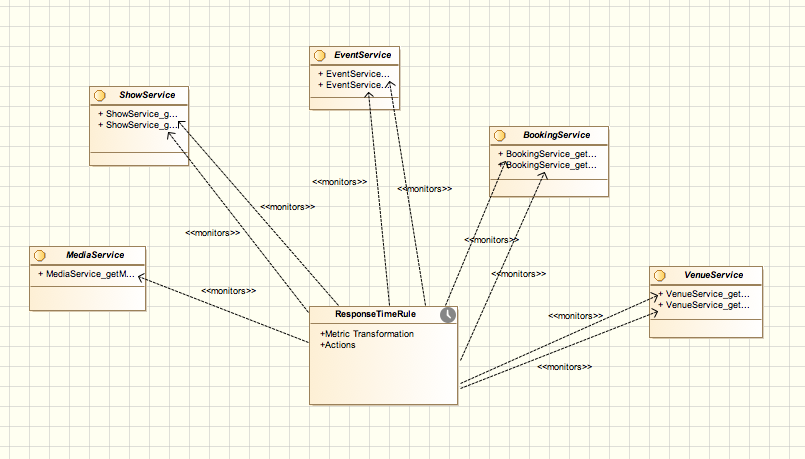 EventService
+ EventService...
+ EventService...
ShowService
+ ShowService_g...
+ ShowService_g...
BookingService
+ BookingService_get...
+ BookingService_get...
<<monitors>>
<<monitors>>
<<monitors>>
<<monitors>>
<<monitors>>
MediaService
+ MediaService_getM...
<<monitors>>
VenueService
+ VenueService_get...
+ VenueService_get...
<<monitors>>
<<monitors>>
<<monitors>>
ResponseTimeRule
+Metric Transformation
+Actions